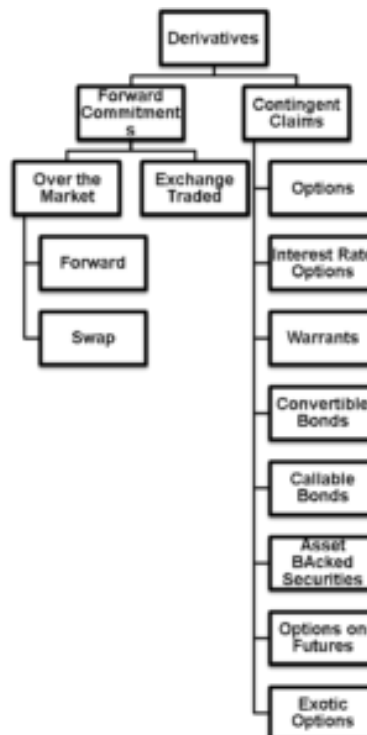 Derivatives
Forward
Commitment
s
Contingent
Claims
Over the
Market
Exchange
Traded
Forward
Swap
Options
Interest Rate
Options
Warrants
Convertible
Bonds
Callable
Bonds
Asset
BAcked
Securities
Options on
Futures
Exotic
Options